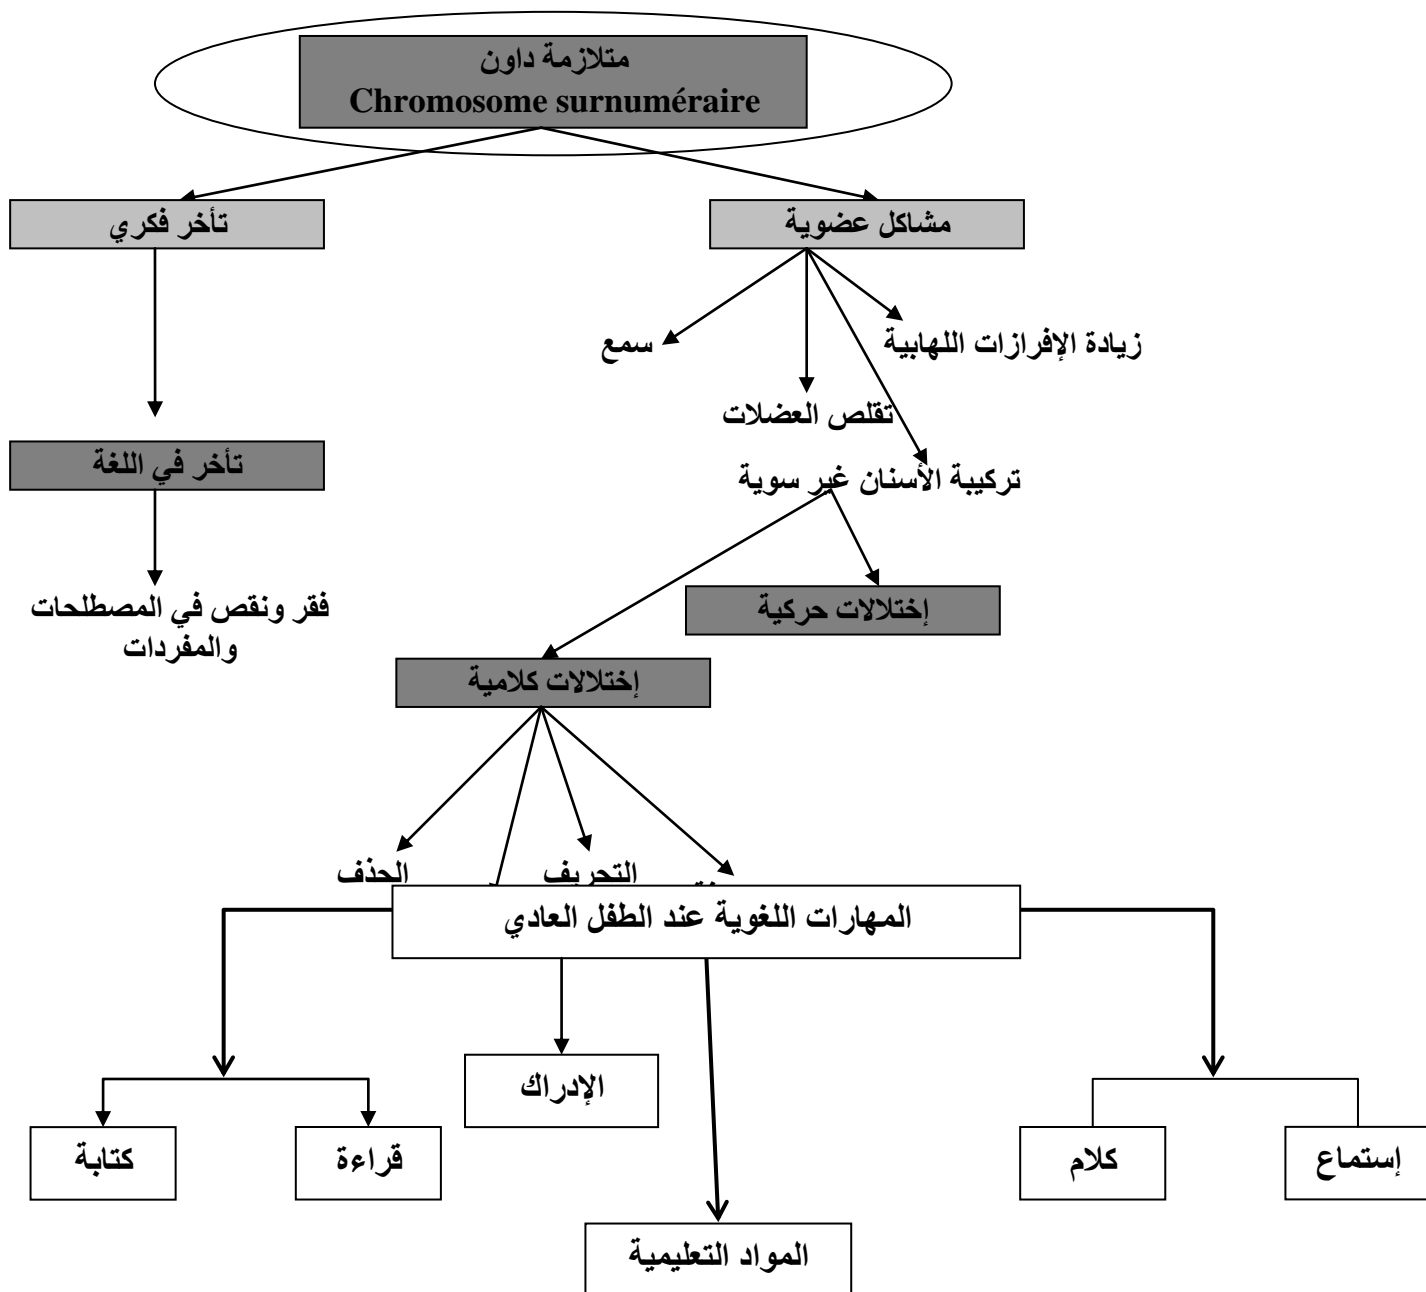 متلازمة داون
Chromosome surnuméraire
مشاكل عضوية
تأخر فكري
زيادة الإفرازات اللهابية
سمع
تقلص العضلات
تأخر في اللغة
تركيبة الأسنان غير سوية
إختلالات حركية
فقر ونقص في المصطلحات
والمفردات
إختلالات كلامية
التحريف
الحذف
المهارات اللغوية عند الطفل العادي
الإدراك
إستماع
كلام
قراءة
كتابة
المواد التعليمية